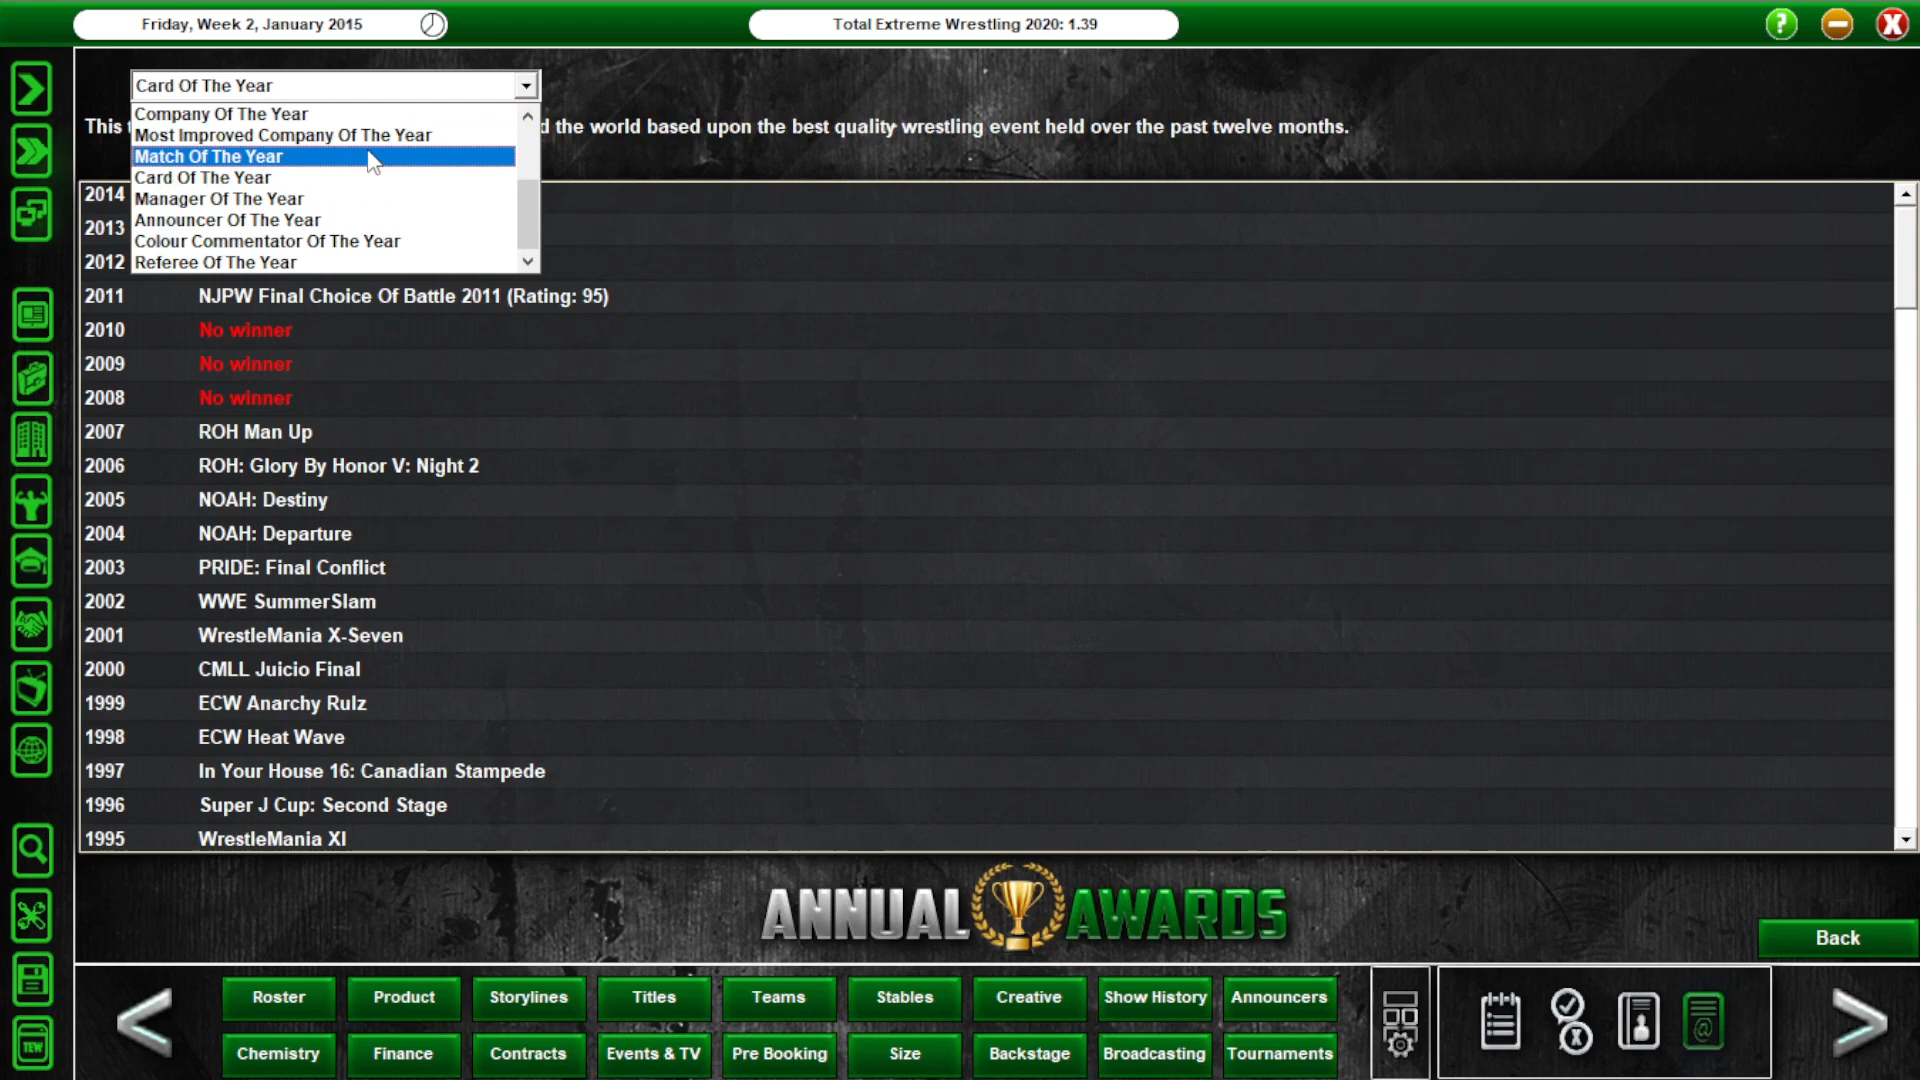 Friday, Week 2, January 2015
Total Extreme Wrestling 2020: 1.39
?
X
Card Of The Year
Company Of The Year
Most Improved Company Of The Year
Match Of The Year
Card Of The Year
Manager Of The Year
Announcer Of The Year
Colour Commentator Of The Year
Referee Of The Year
This d the world based upon the best quality wrestling event held over the past twelve months.
2014
2013
2012
2011 NJPW Final Choice Of Battle 2011 (Rating: 95)
2010 No winner
2009 No winner
2008 No winner
2007 ROH Man Up
2006 ROH: Glory By Honor V: Night 2
2005 NOAH: Destiny
2004 NOAH: Departure
2003 PRIDE: Final Conflict
2002 WWE SummerSlam
2001 WrestleMania X-Seven
2000 CMLL Juicio Final
1999 ECW Anarchy Rulz
1998 ECW Heat Wave
1997 In Your House 16: Canadian Stampede
1996 Super J Cup: Second Stage
1995 WrestleMania XI
ANNUAL AWARDS
Back
Roster Product Storylines Titles Teams Stables Creative Show History Announcers
Chemistry Finance Contracts Events & TV Pre Booking Size Backstage Broadcasting Tournaments
TEW